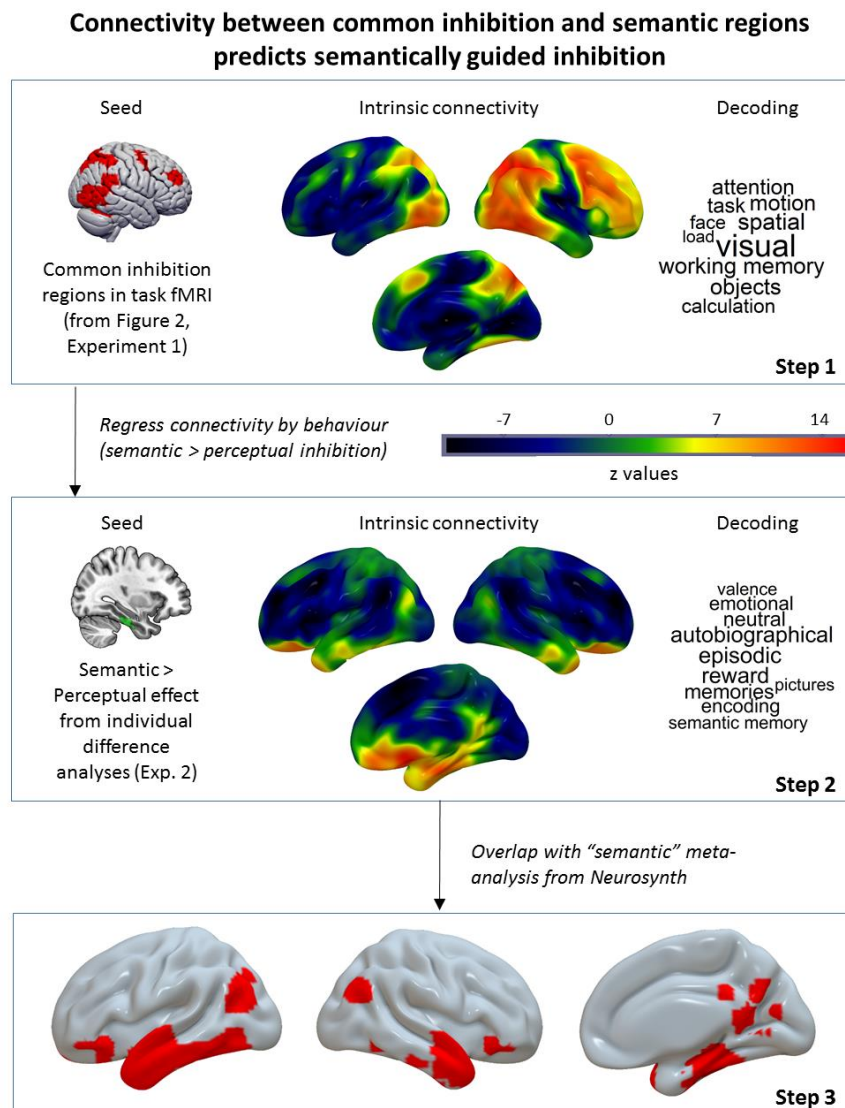 Connectivity between common inhibition and semantic regions
predicts semantically guided inhibition
Seed
Intrinsic connectivity
Decoding
Common inhibition
regions in task fMRI
(from Figure 2,
Experiment 1)
attention
task motion
face spatial
load visual
working memory
objects
calculation
Step 1
Regress connectivity by behaviour
(semantic > perceptual inhibition)
-7 0 7 14
z values
Seed
Intrinsic connectivity
Decoding
Semantic >
Perceptual effect
from individual
difference
analyses (Exp. 2)
valence
emotional
neutral
autobiographical
episodic
reward
memories pictures
encoding
semantic memory
Step 2
Overlap with “semantic” meta-
analysis from Neurosynth
Step 3